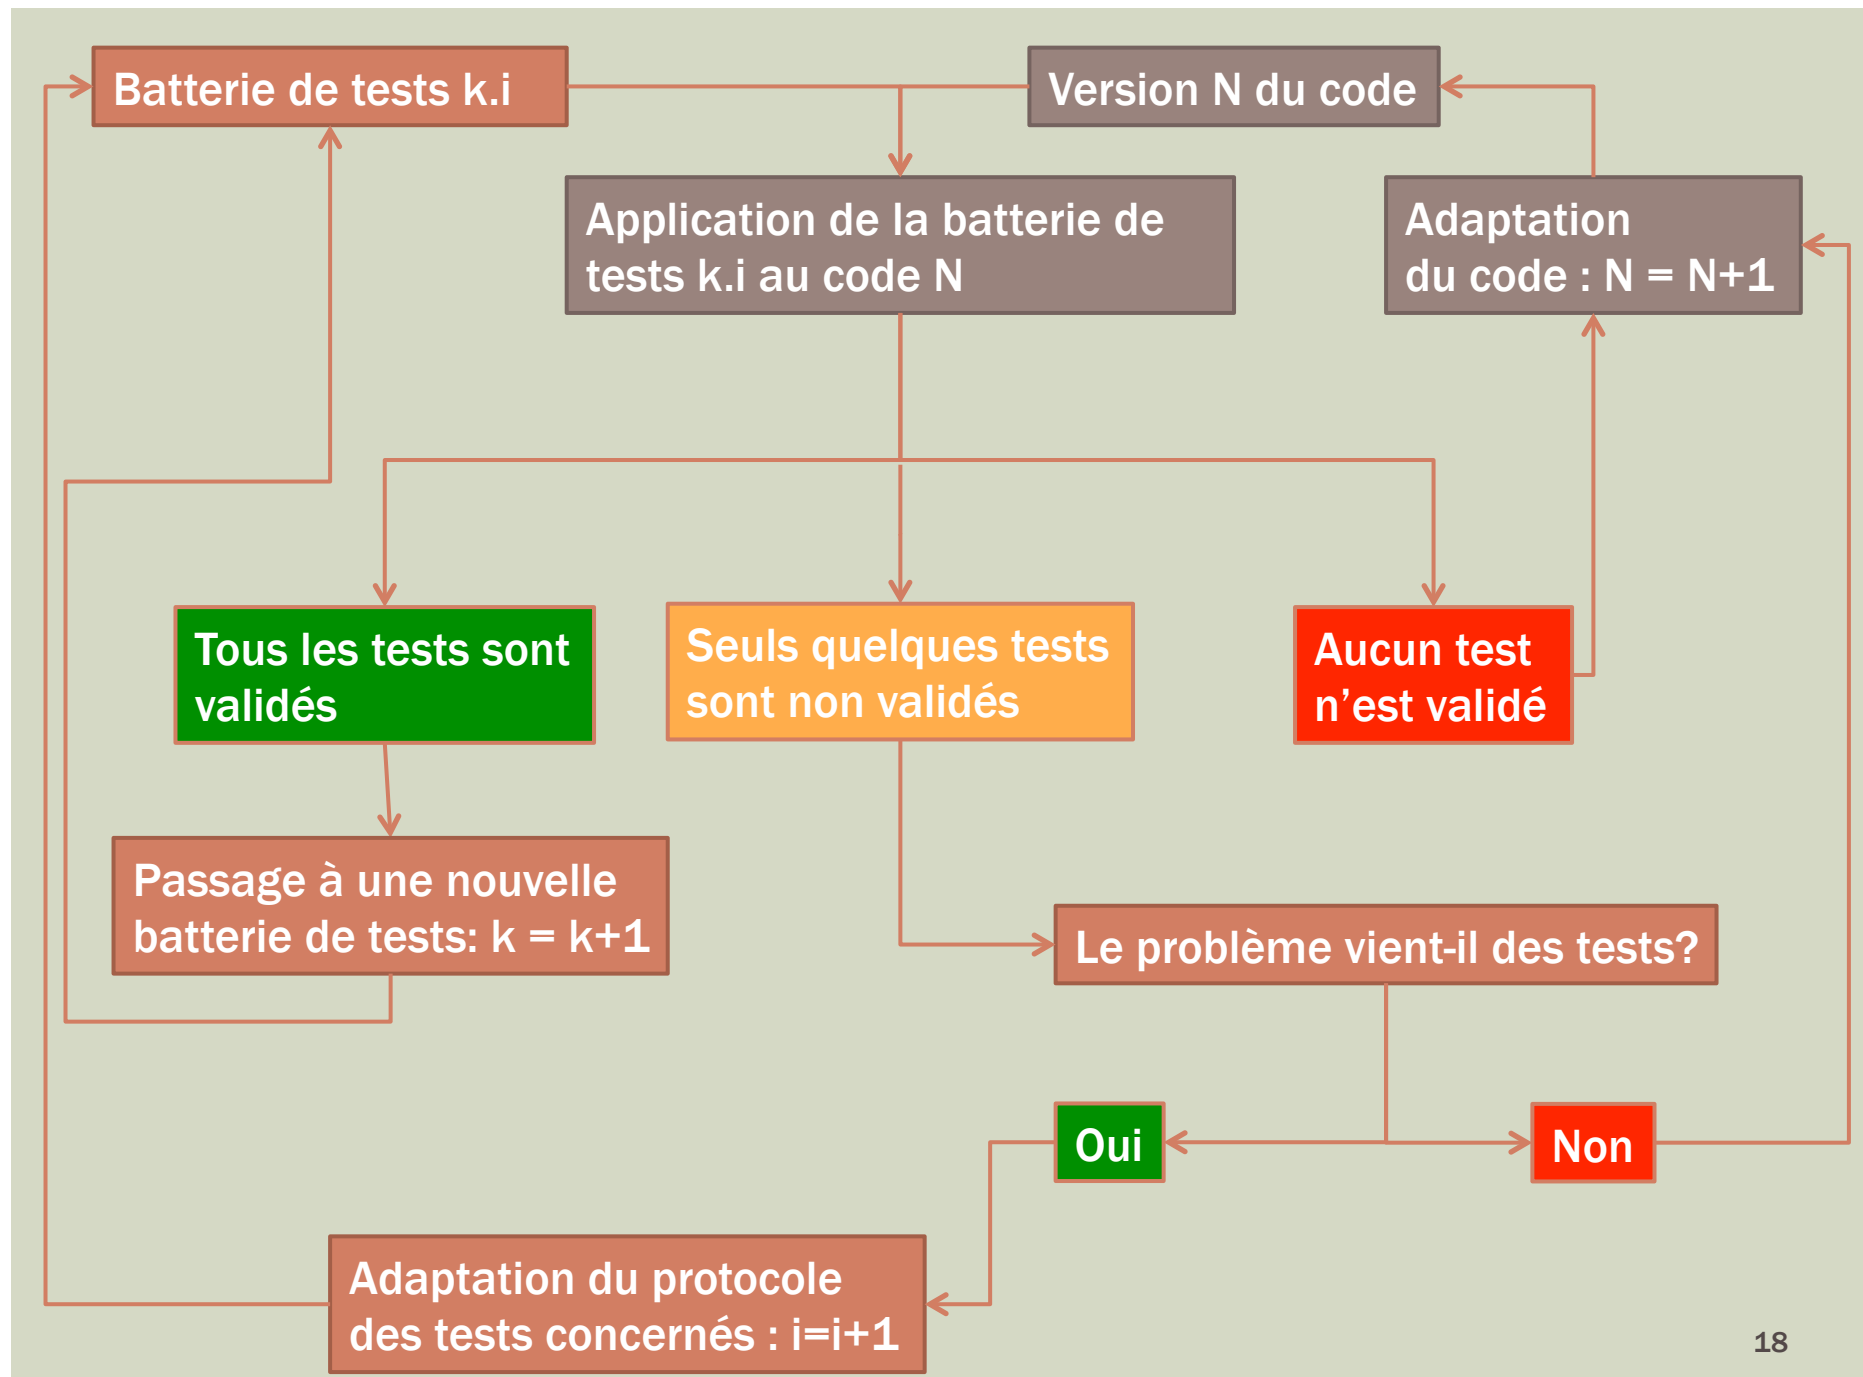 Batterie de tests k.i
Version N du code
Application de la batterie de
tests k.i au code N
Adaptation
du code : N = N+1
Tous les tests sont
validés
Seuls quelques tests
sont non validés
Aucun test
n’est validé
Passage à une nouvelle
batterie de tests: k = k+1
Le problème vient-il des tests?
Oui
Non
Adaptation du protocole
des tests concernés : i=i+1
18